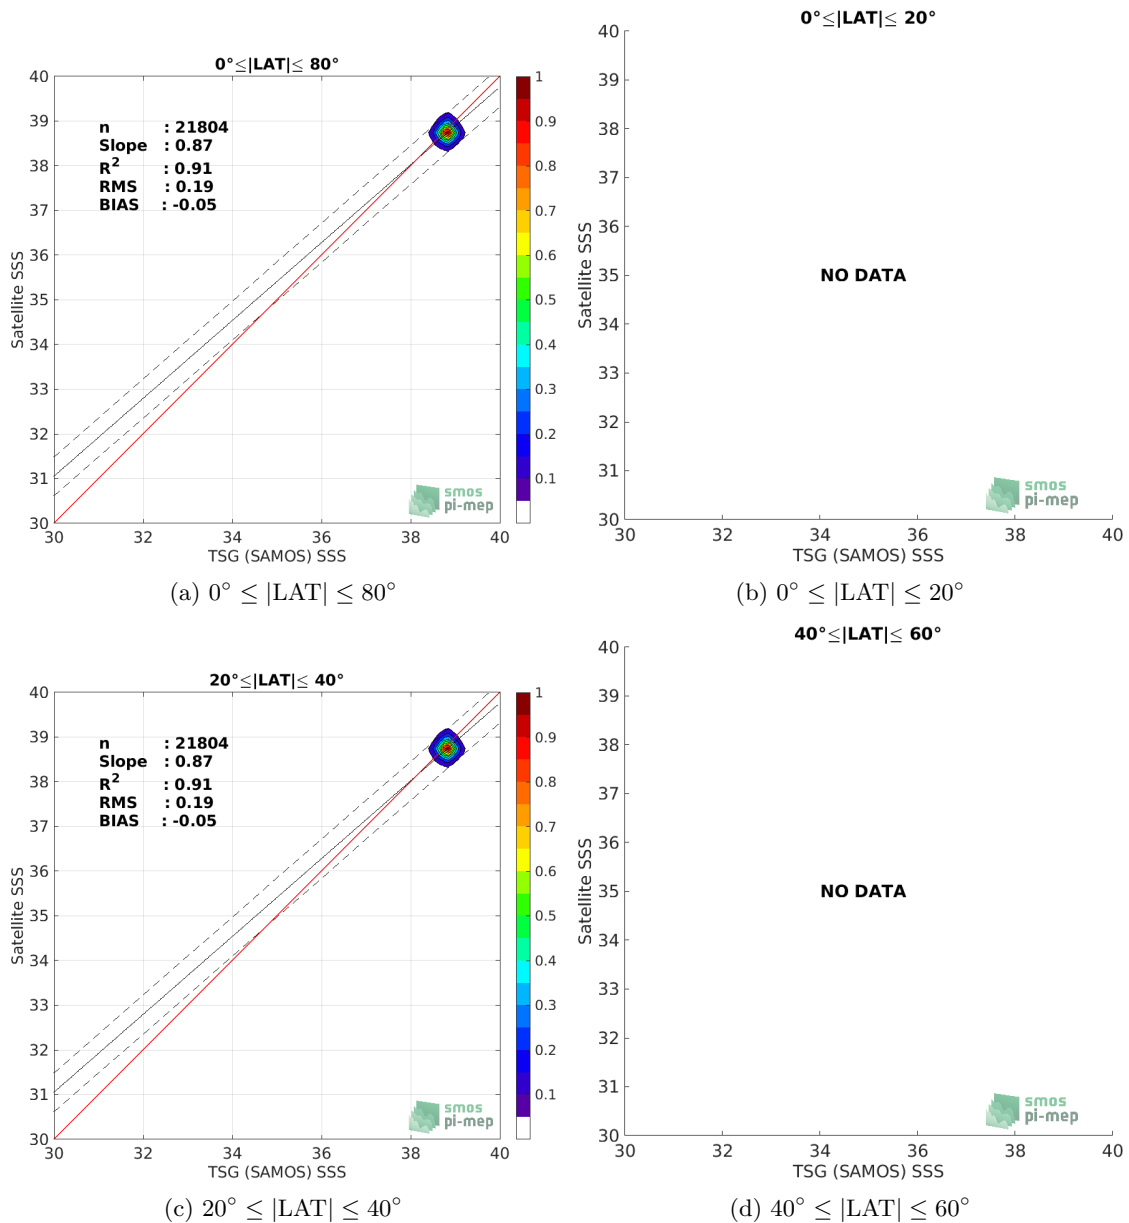 0°≤|LAT|≤ 80°
40
39
38
37
36
35
34
33
32
31
30
Satellite SSS
n : 21804
Slope : 0.87
R² : 0.91
RMS : 0.19
BIAS : -0.05
smos
pi-mep
30 32 34 36 38 40
TSG (SAMOS) SSS
1
0.9
0.8
0.7
0.6
0.5
0.4
0.3
0.2
0.1
(a) 0° ≤ |LAT| ≤ 80°
0°≤|LAT|≤ 20°
40
39
38
37
36
35
34
33
32
31
30
Satellite SSS
NO DATA
smos
pi-mep
30 32 34 36 38 40
TSG (SAMOS) SSS
(b) 0° ≤ |LAT| ≤ 20°
20°≤|LAT|≤ 40°
40
39
38
37
36
35
34
33
32
31
30
Satellite SSS
n : 21804
Slope : 0.87
R² : 0.91
RMS : 0.19
BIAS : -0.05
smos
pi-mep
30 32 34 36 38 40
TSG (SAMOS) SSS
1
0.9
0.8
0.7
0.6
0.5
0.4
0.3
0.2
0.1
(c) 20° ≤ |LAT| ≤ 40°
40°≤|LAT|≤ 60°
40
39
38
37
36
35
34
33
32
31
30
Satellite SSS
NO DATA
smos
pi-mep
30 32 34 36 38 40
TSG (SAMOS) SSS
(d) 40° ≤ |LAT| ≤ 60°